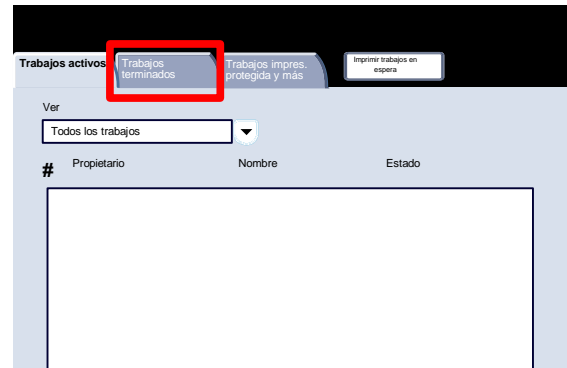 Trabajos activos
Trabajos
terminados
Trabajos impres.
protegida y más
Imprimir trabajos en
espera
Ver
Todos los trabajos
# Propietario Nombre Estado